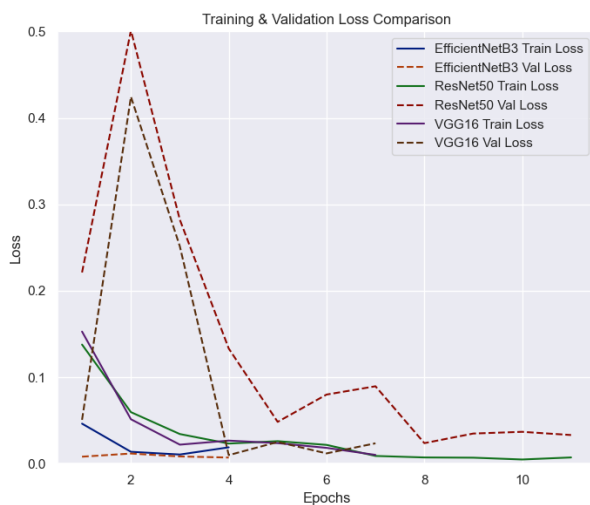 Training & Validation Loss Comparison
0.5
0.4
0.3
0.2
0.1
0.0
Loss
EfficientNetB3 Train Loss
EfficientNetB3 Val Loss
ResNet50 Train Loss
ResNet50 Val Loss
VGG16 Train Loss
VGG16 Val Loss
2
4
6
8
10
Epochs